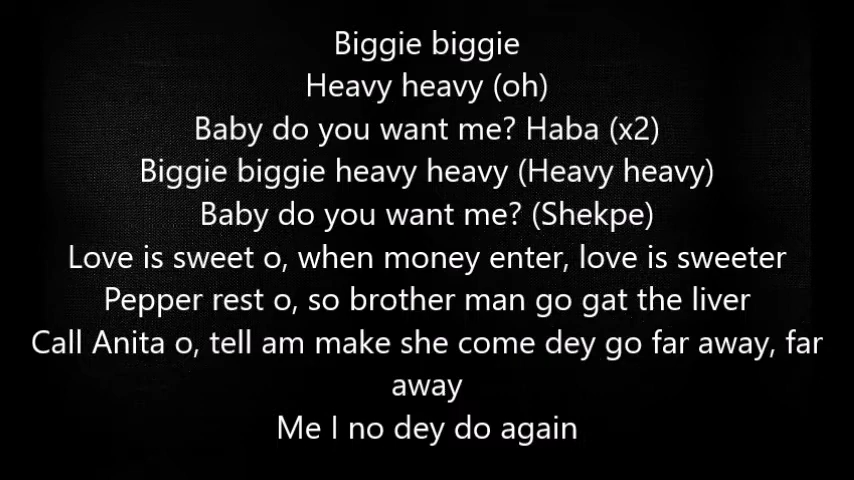 Biggie biggie
Heavy heavy (oh)
Baby do you want me? Haba (x2)
Biggie biggie heavy heavy (Heavy heavy)
Baby do you want me? (Shekpe)
Love is sweet o, when money enter, love is sweeter
Pepper rest o, so brother man go gat the liver
Call Anita o, tell am make she come dey go far away, far
away
Me I no dey do again